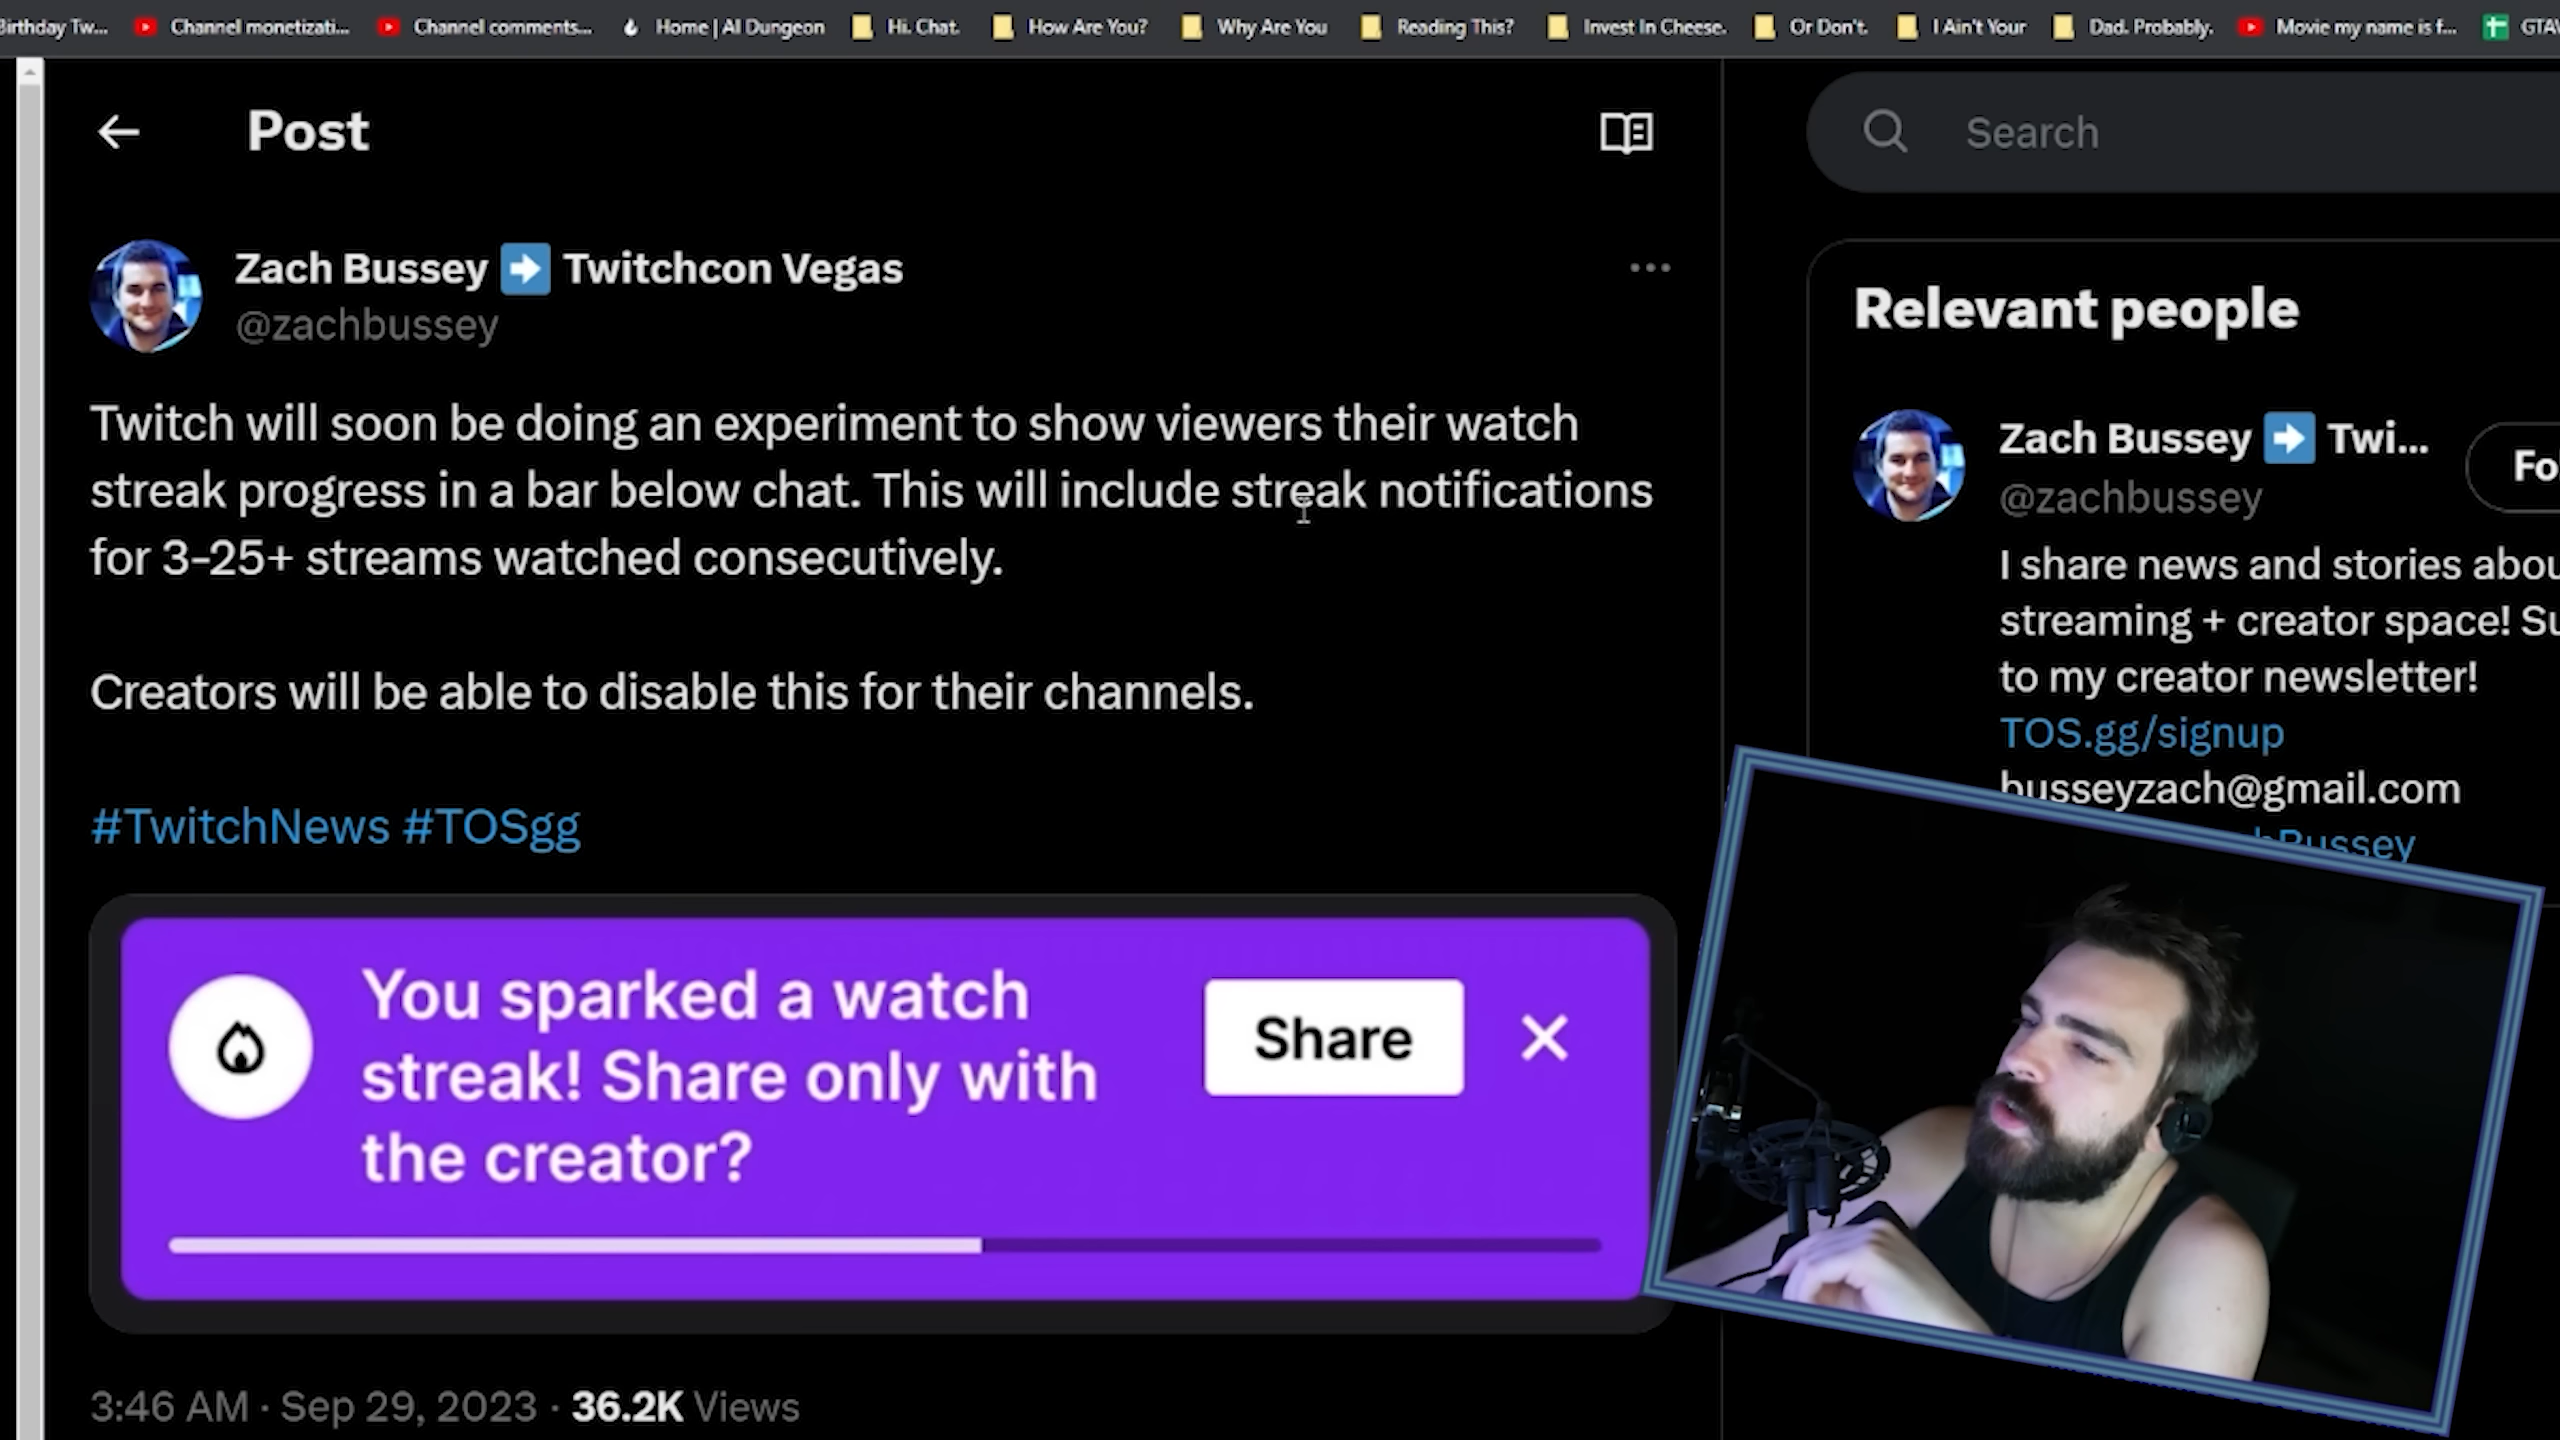 Birthday Tw... Channel monetizati... Channel comments... Home | AI Dungeon Hi. Chat. How Are You? Why Are You Reading This? Invest In Cheese. Or Don't. I Ain't Your Dad. Probably. Movie my name is f... GTAV
Post
Search
Zach Bussey ➡ Twitchcon Vegas
@zachbussey
Twitch will soon be doing an experiment to show viewers their watch
streak progress in a bar below chat. This will include streak notifications
for 3-25+ streams watched consecutively.
Creators will be able to disable this for their channels.
#TwitchNews #TOSgg
You sparked a watch
streak! Share only with
the creator?
Share
3:46 AM · Sep 29, 2023 · 36.2K Views
Relevant people
Zach Bussey ➡ Twi...
@zachbussey
Fol
I share news and stories abou
streaming + creator space! Su
to my creator newsletter!
TOS.gg/signup
busseyzach@gmail.com
hBussey